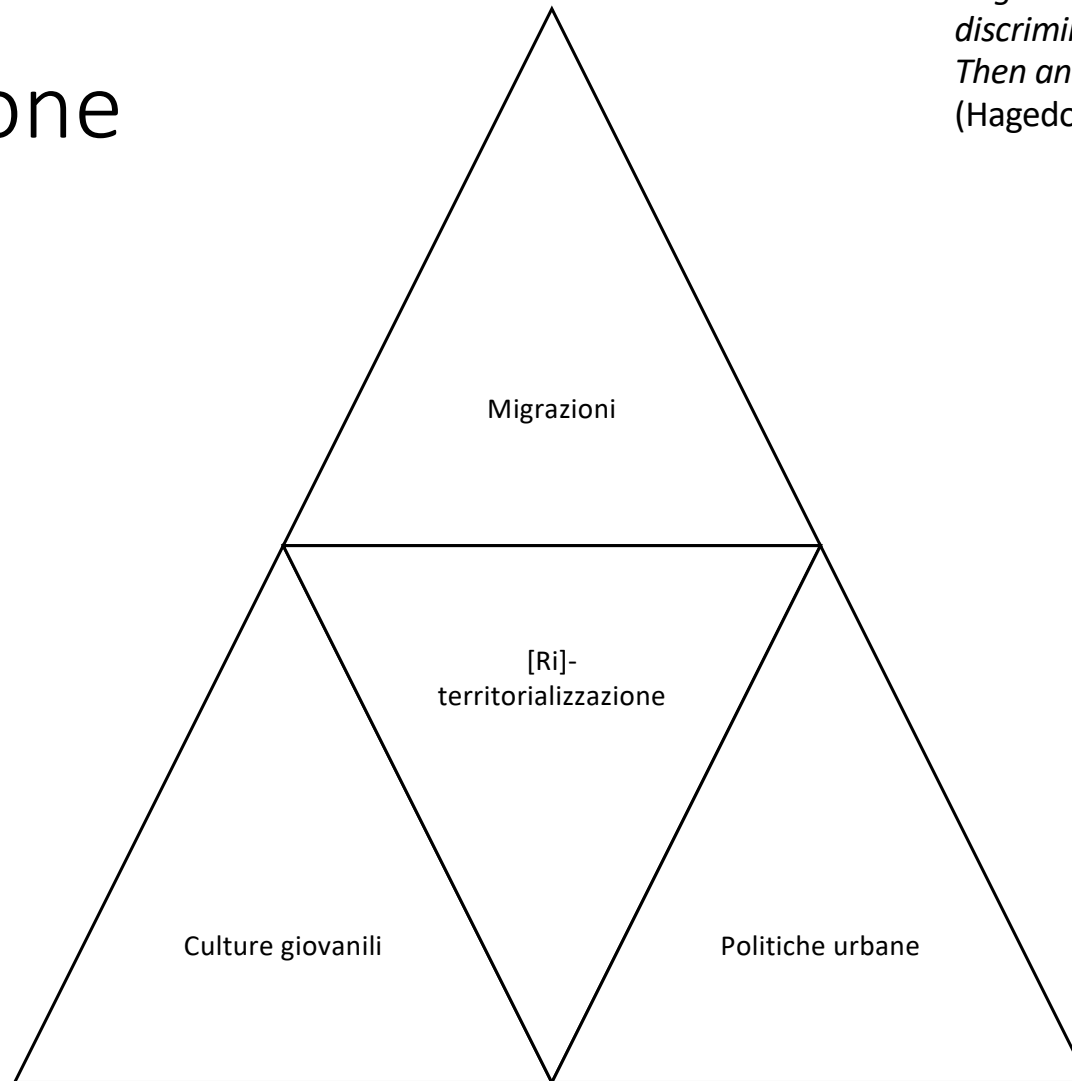 one
discrimi
Then an
(Hagedo
Migrazioni
[Ri]-
territorializzazione
Culture giovanili
Politiche urbane